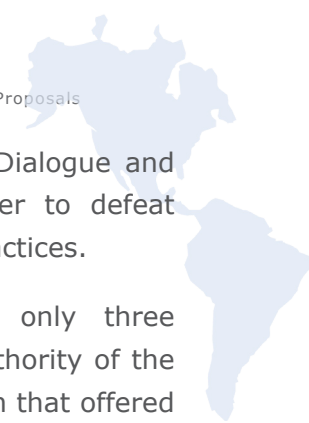 Proposals
Dialogue and
er to defeat
actices.
only three
thority of the
n that offered